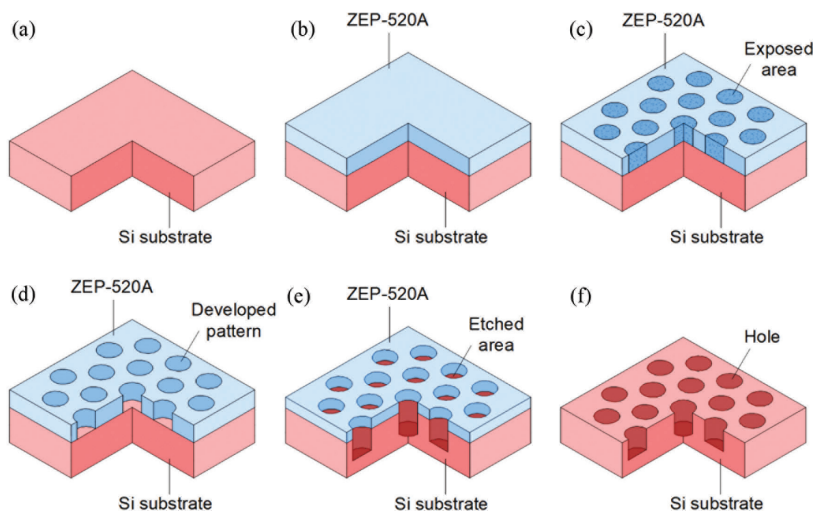 (a)
Si substrate
(b)
ZEP-520A
Si substrate
(c)
ZEP-520A
Exposed
area
Si substrate
(d)
ZEP-520A
Developed
pattern
Si substrate
(e)
ZEP-520A
Etched
area
Si substrate
(f)
Hole
Si substrate